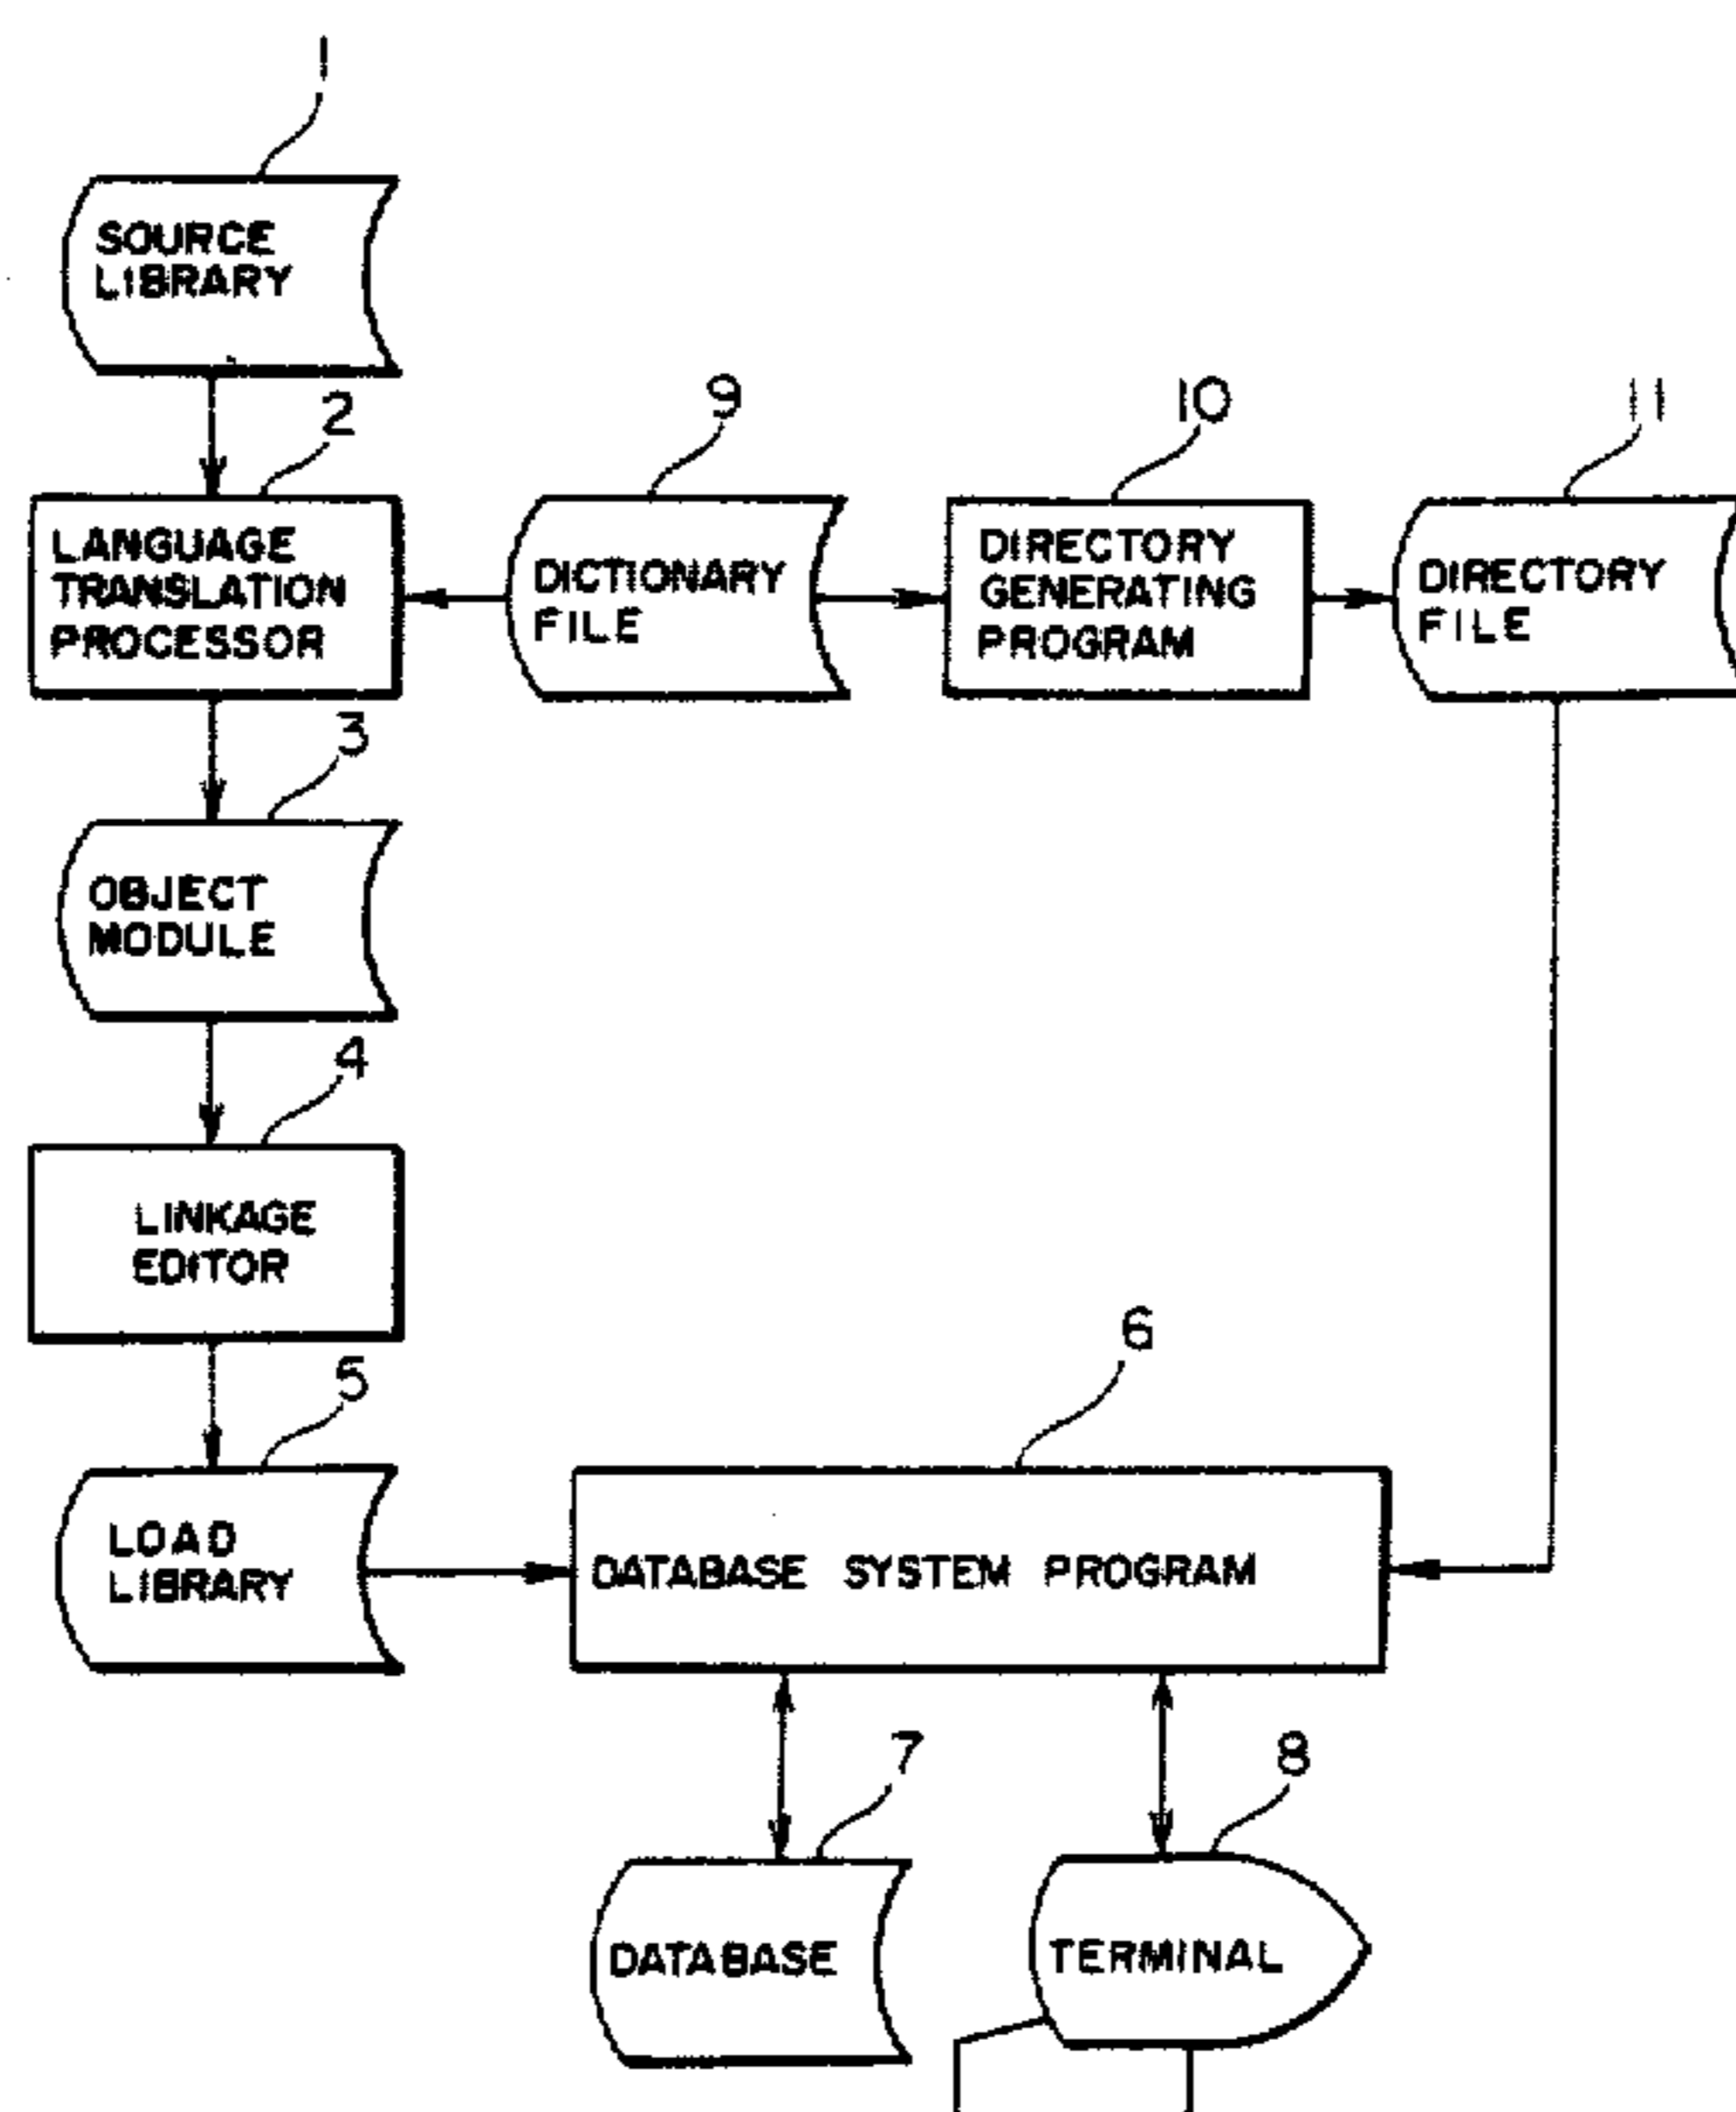 1
SOURCE
LIBRARY
2
9
10
11
LANGUAGE
TRANSLATION
PROCESSOR
DICTIONARY
FILE
DIRECTORY
GENERATING
PROGRAM
DIRECTORY
FILE
3
OBJECT
MODULE
4
LINKAGE
EDITOR
5
6
LOAD
LIBRARY
DATABASE SYSTEM PROGRAM
7
8
DATABASE
TERMINAL